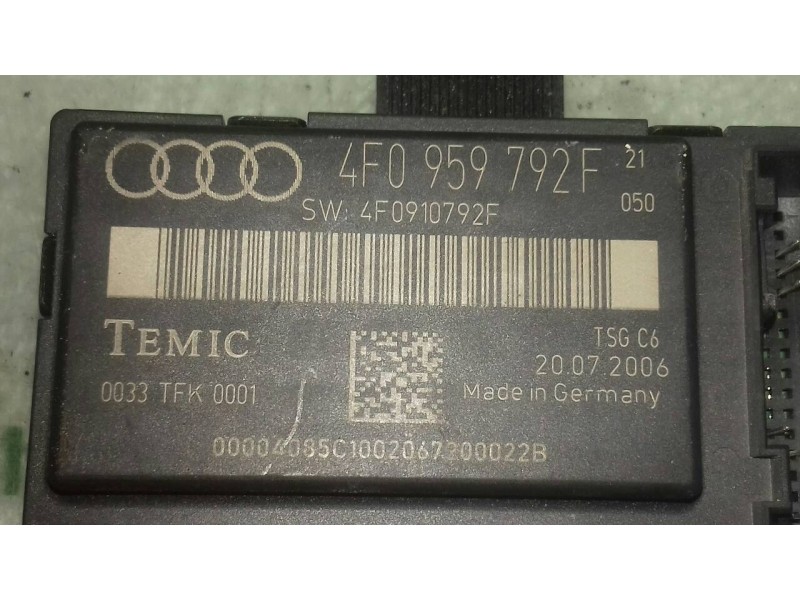 4F0 959 792F 21
SW: 4F0910792F 050
TEMIC TSG C6
20.07.2006
0033 TFK 0001 Made in Germany
00004085C1002067300022B